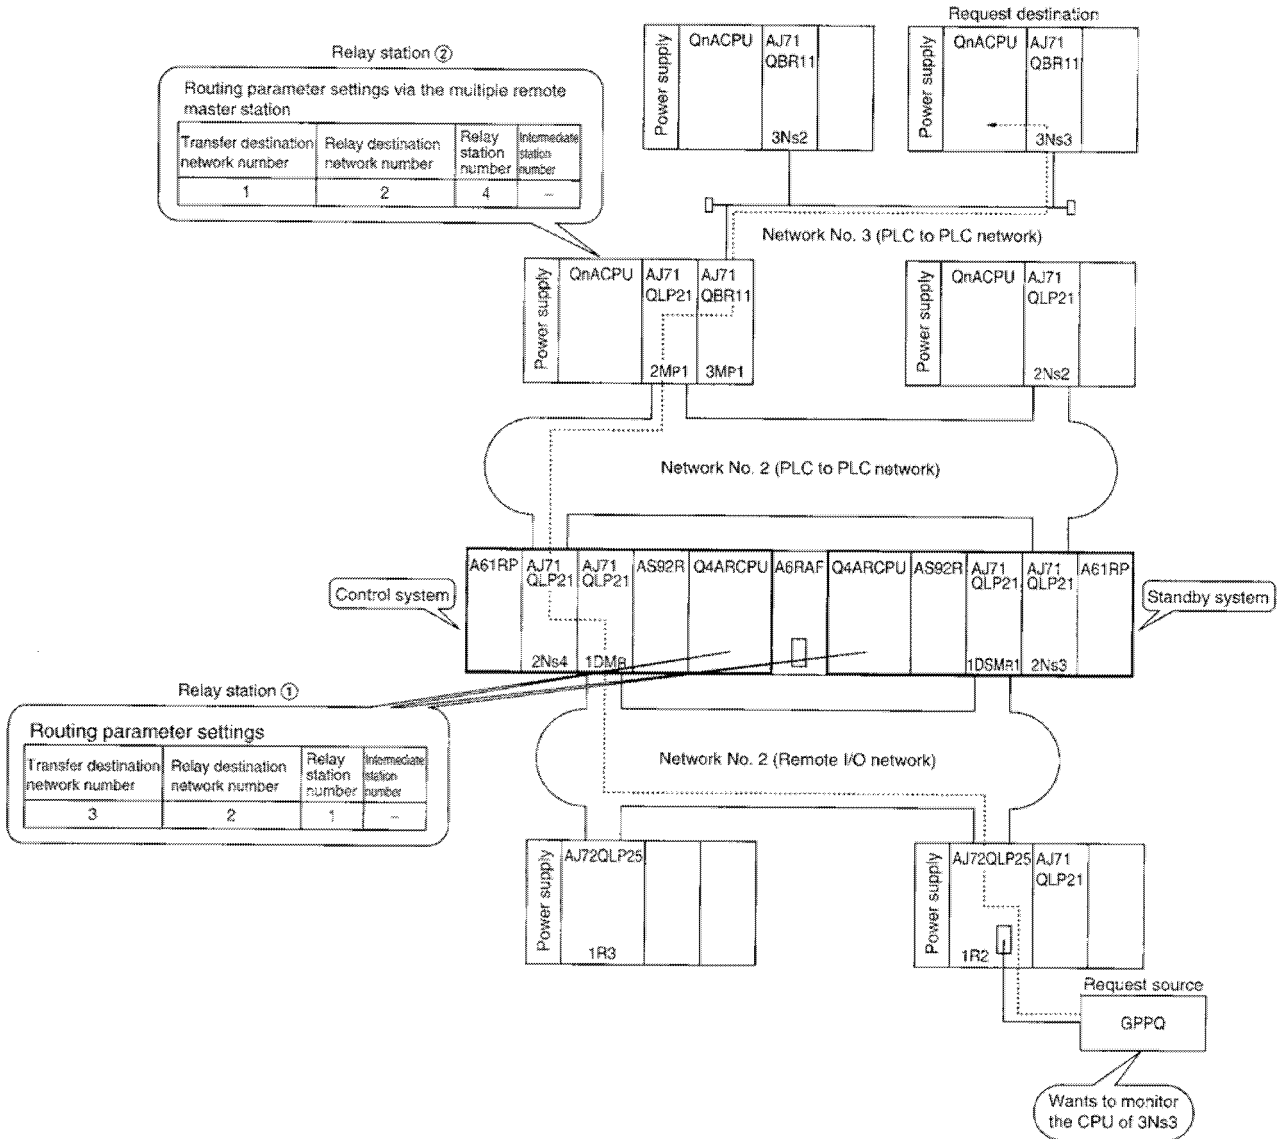 Request destination
Power supply
QnACPU
AJ71
QBR11
3Ns2
Power supply
QnACPU
AJ71
QBR11
3Ns3
Relay station ②
Routing parameter settings via the multiple remote
master station
Transfer destination
network number
Relay destination
network number
Relay
station
number
Intermediate
station
number
1
2
4
–
Network No. 3 (PLC to PLC network)
Power supply
QnACPU
AJ71
QLP21
AJ71
QBR11
2MP1
3MP1
Power supply
QnACPU
AJ71
QLP21
2Ns2
Network No. 2 (PLC to PLC network)
Control system
A61RP
AJ71
QLP21
2Ns4
AJ71
QLP21
1DMR
AS92R
Q4ARCPU
A6RAF
Q4ARCPU
AS92R
AJ71
QLP21
1DSMR1
AJ71
QLP21
2Ns3
A61RP
Standby system
Relay station ①
Routing parameter settings
Transfer destination
network number
Relay destination
network number
Relay
station
number
Intermediate
station
number
3
2
1
–
Network No. 2 (Remote I/O network)
Power supply
AJ72QLP25
1R3
Power supply
AJ72QLP25
1R2
AJ71
QLP21
Request source
GPPQ
Wants to monitor
the CPU of 3Ns3